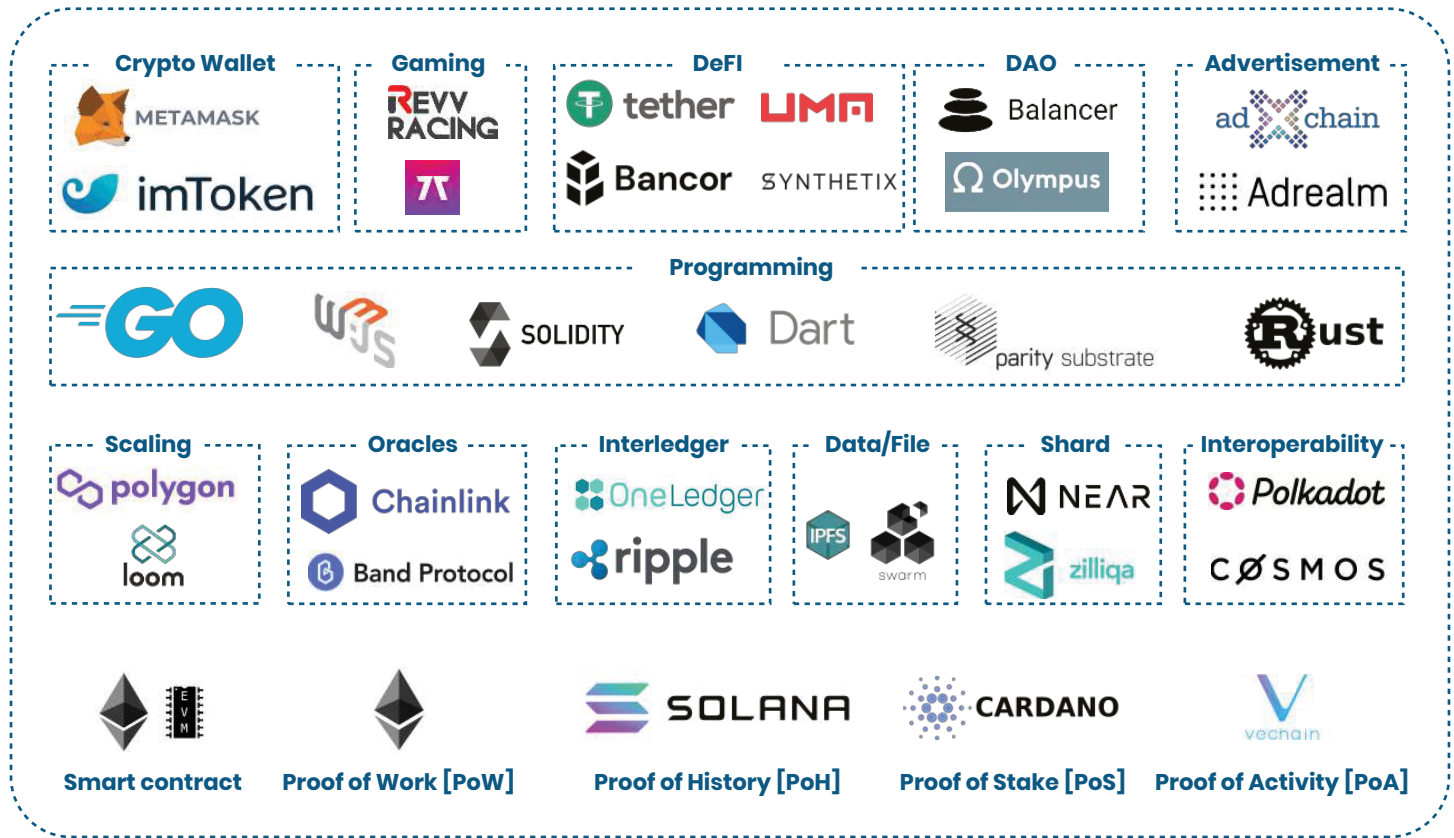 Crypto Wallet
Gaming
DeFI
DAO
Advertisement
METAMASK
imToken
REVV
RACING
tether
UMA
Bancor
SYNTHETIX
Balancer
Olympus
ad chain
Adrealm
Programming
GO
W3JS
SOLIDITY
Dart
parity substrate
Rust
Scaling
Oracles
Interledger
Data/File
Shard
Interoperability
polygon
loom
Chainlink
Band Protocol
OneLedger
ripple
IPFS
swarm
NEAR
zilliqa
Polkadot
COSMOS
EVM
SOLANA
CARDANO
vechain
Smart contract
Proof of Work [PoW]
Proof of History [PoH]
Proof of Stake [PoS]
Proof of Activity [PoA]